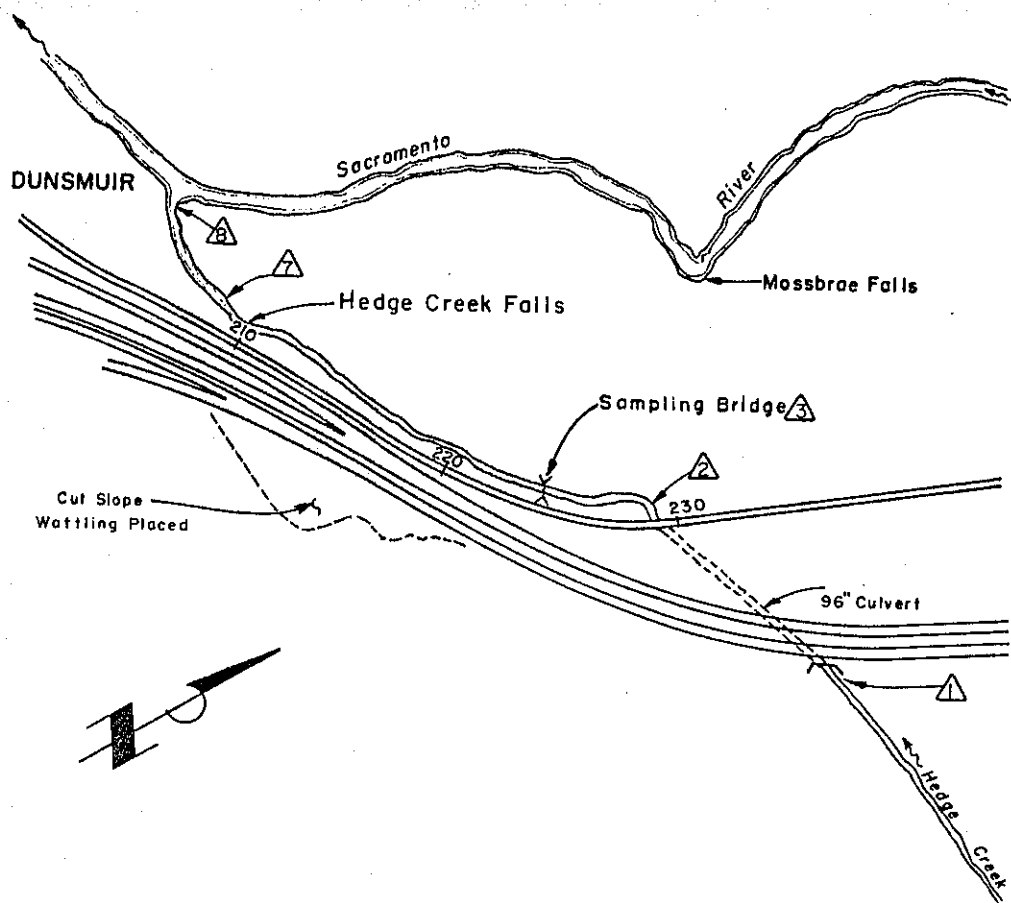 Sacramento
River
DUNSMUIR
8
7
Mossbrae Falls
Hedge Creek Falls
210
Sampling Bridge 3
220
2
Cut Slope
Wattling Placed
230
96" Culvert
1
Hedge
Creek
N